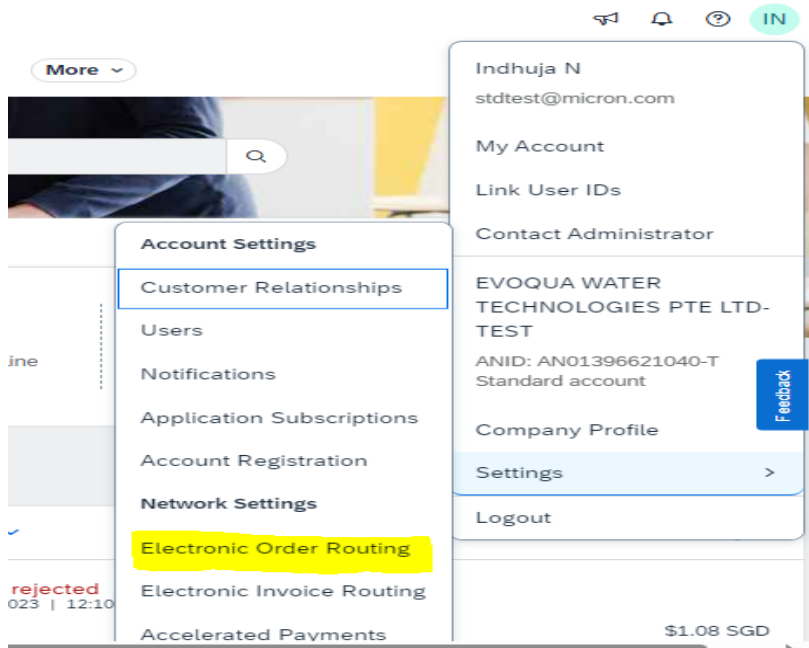 IN
More
Indhuja N
stdtest@micron.com
My Account
Link User IDs
Contact Administrator
EVOQUA WATER
TECHNOLOGIES PTE LTD-
TEST
ANID: AN01396621040-T
Standard account
Company Profile
Settings >
Logout
Feedback
Account Settings
Customer Relationships
Users
Notifications
Application Subscriptions
Account Registration
Network Settings
Electronic Order Routing
Electronic Invoice Routing
Accelerated Payments
rejected
023 | 12:10
$1.08 SGD